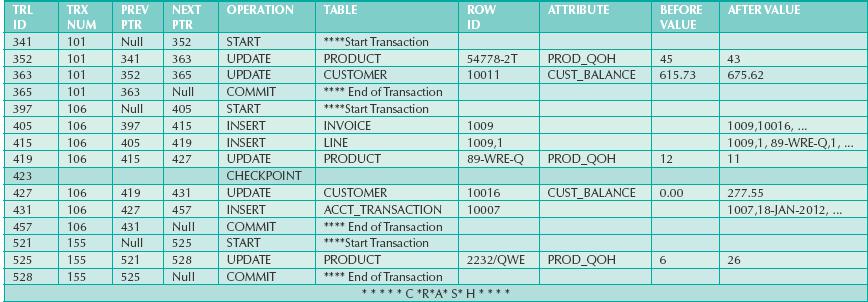 TRL ID TRX NUM PREV PTR NEXT PTR OPERATION TABLE ROW ID ATTRIBUTE BEFORE VALUE AFTER VALUE
341 101 Null 352 START ****Start Transaction
352 101 341 363 UPDATE PRODUCT 54778-2T PROD_QOH 45 43
363 101 352 365 UPDATE CUSTOMER 10011 CUST_BALANCE 615.73 675.62
365 101 363 Null COMMIT **** End of Transaction
397 106 Null 405 START ****Start Transaction
405 106 397 415 INSERT INVOICE 1009 1009,10016, ...
415 106 405 419 INSERT LINE 1009,1 1009,1, 89-WRE-Q,1, ...
419 106 415 427 UPDATE PRODUCT 89-WRE-Q PROD_QOH 12 11
423 CHECKPOINT
427 106 419 431 UPDATE CUSTOMER 10016 CUST_BALANCE 0.00 277.55
431 106 427 457 INSERT ACCT_TRANSACTION 10007 1007,18-JAN-2012, ...
457 106 431 Null COMMIT **** End of Transaction
521 155 Null 525 START ****Start Transaction
525 155 521 528 UPDATE PRODUCT 2232/QWE PROD_QOH 6 26
528 155 525 Null COMMIT **** End of Transaction
* * * * * C *R*A* S* H * * * *